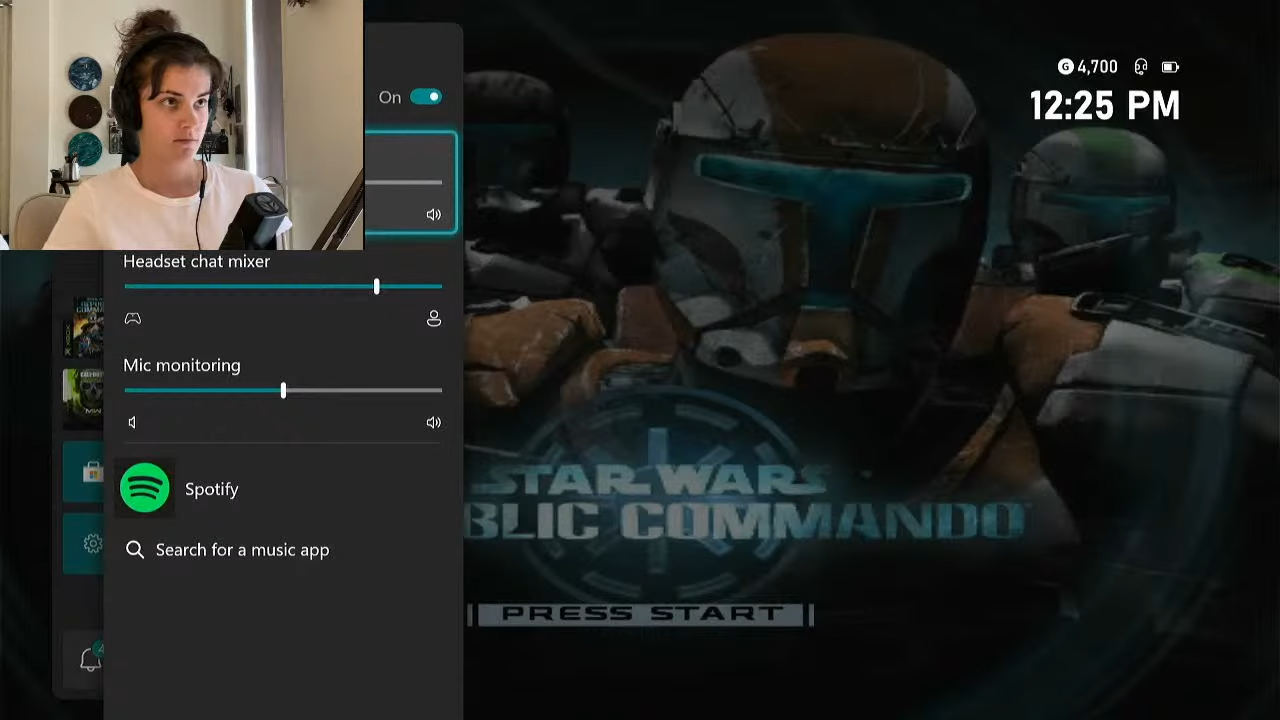 G 4,700
12:25 PM
On
Headset chat mixer
Mic monitoring
Spotify
Search for a music app
STAR WARS
BLIC COMMANDO
PRESS START